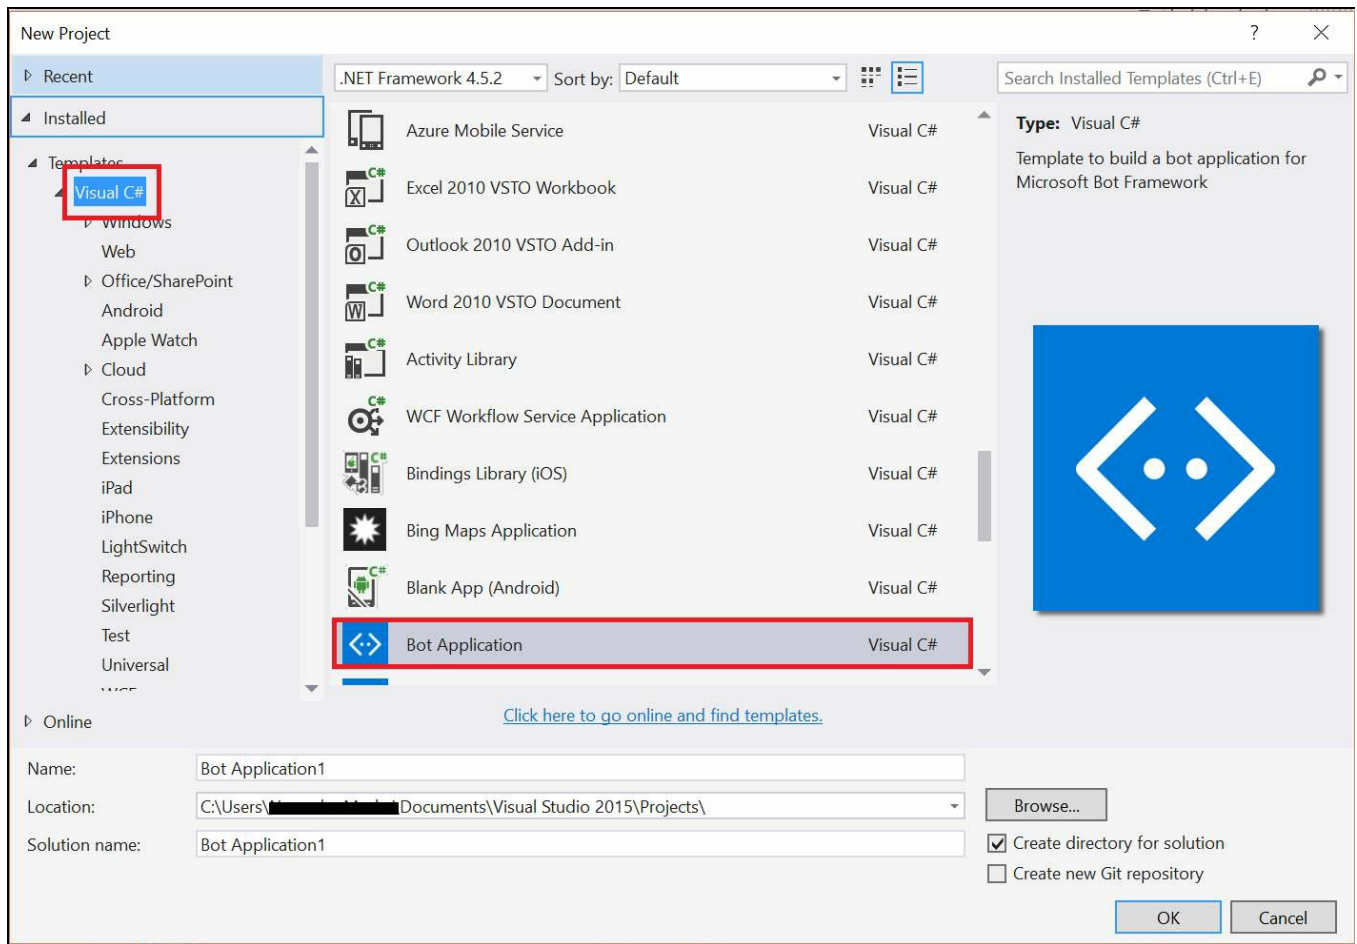 New Project
?
Recent
.NET Framework 4.5.2
Sort by: Default
Search Installed Templates (Ctrl+E)
Installed
Templates
Visual C#
Windows
Web
Office/SharePoint
Android
Apple Watch
Cloud
Cross-Platform
Extensibility
Extensions
iPad
iPhone
LightSwitch
Reporting
Silverlight
Test
Universal
Online
Azure Mobile Service Visual C#
Excel 2010 VSTO Workbook Visual C#
Outlook 2010 VSTO Add-in Visual C#
Word 2010 VSTO Document Visual C#
Activity Library Visual C#
WCF Workflow Service Application Visual C#
Bindings Library (iOS) Visual C#
Bing Maps Application Visual C#
Blank App (Android) Visual C#
Bot Application Visual C#
Click here to go online and find templates.
Type: Visual C#
Template to build a bot application for
Microsoft Bot Framework
Name: Bot Application1
Location: C:\Users\ Documents\Visual Studio 2015\Projects\
Browse...
Solution name: Bot Application1
Create directory for solution
Create new Git repository
OK
Cancel